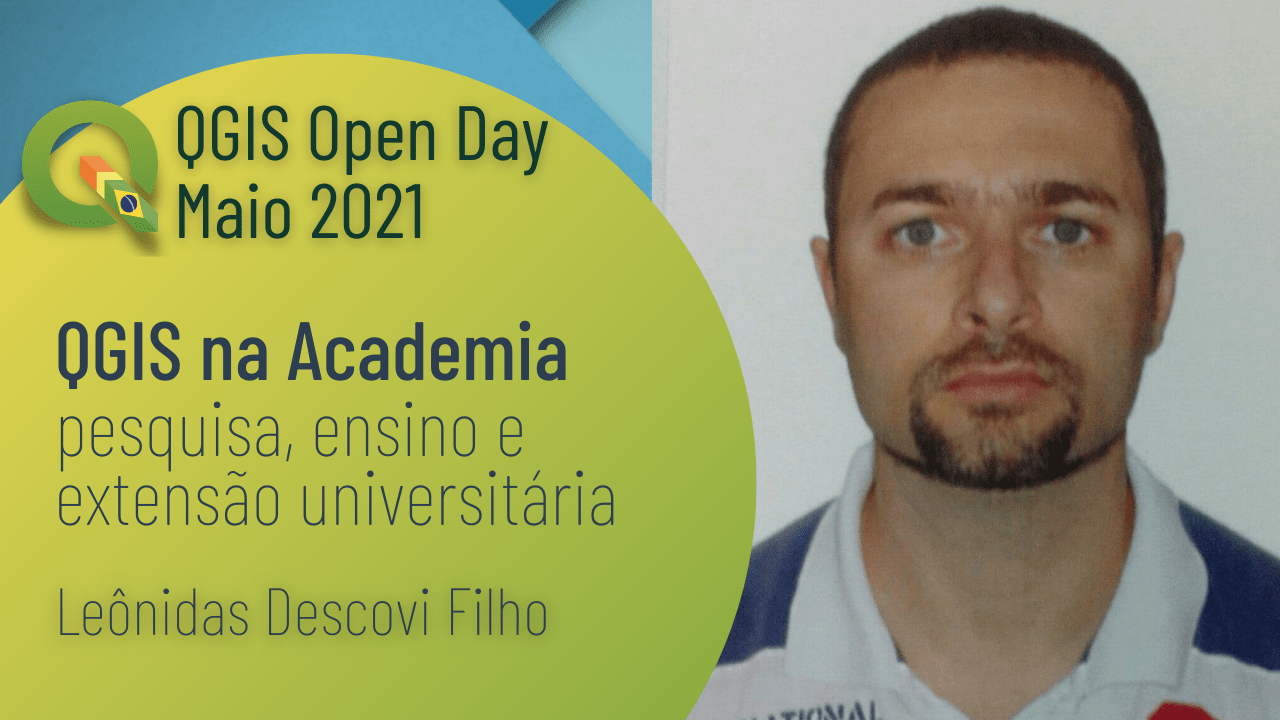 QGIS Open Day
Maio 2021
QGIS na Academia
pesquisa, ensino e
extensão universitária
Leônidas Descovi Filho